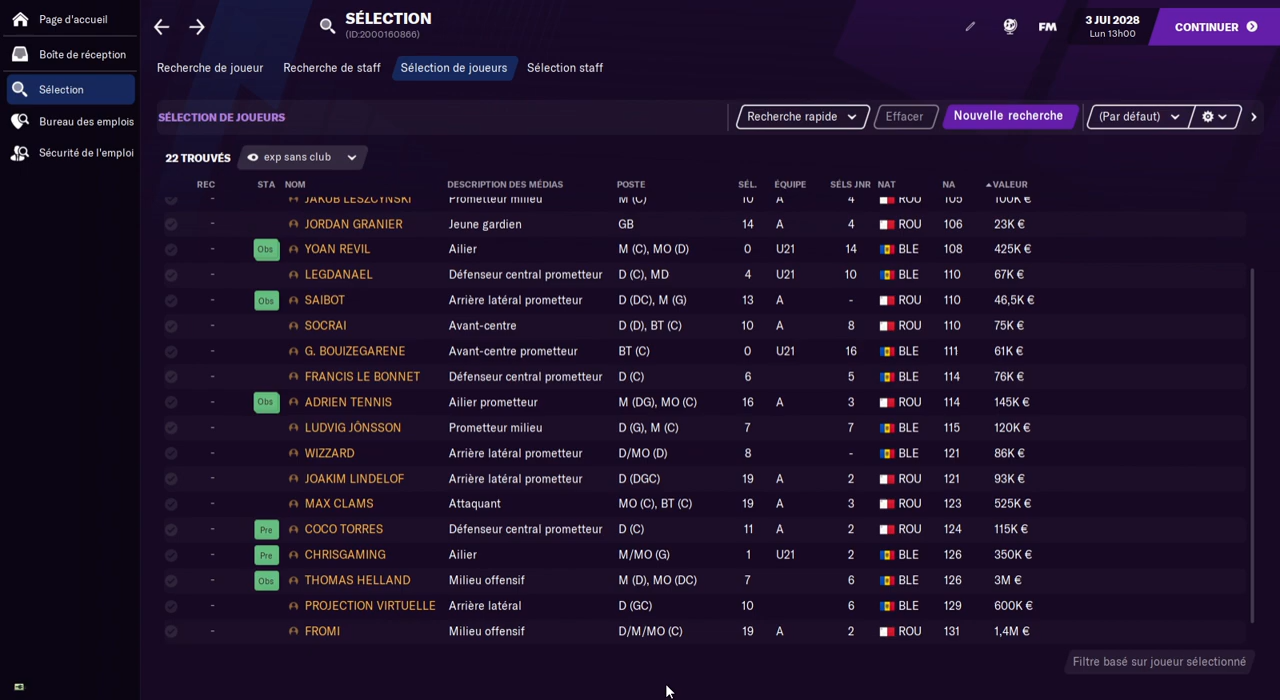 Page d'accueil
Boîte de réception
Sélection
Bureau des emplois
Sécurité de l'emploi
SÉLECTION
(ID:2000160866)
FM
3 JUI 2028
Lun 13h00
CONTINUER
Recherche de joueur Recherche de staff Sélection de joueurs Sélection staff
SÉLECTION DE JOUEURS
Recherche rapide Effacer Nouvelle recherche (Par défaut)
22 TROUVÉS exp sans club
REC STA NOM DESCRIPTION DES MÉDIAS POSTE SÉL. ÉQUIPE SÉLS JNR NAT NA VALEUR
- JAKUB LESZCYNSKI Prometteur milieu M (C) 10 A 4 ROU 105 100K €
- JORDAN GRANIER Jeune gardien GB 14 A 4 ROU 106 23K €
- Obs YOAN REVIL Ailier M (C), MO (D) 0 U21 14 BLE 108 425K €
- LEGDANAEL Défenseur central prometteur D (C), MD 4 U21 10 BLE 110 67K €
- Obs SAIBOT Arrière latéral prometteur D (DC), M (G) 13 A - ROU 110 46,5K €
- SOCRAI Avant-centre D (D), BT (C) 10 A 8 ROU 110 75K €
- G. BOUIZEGARENE Avant-centre prometteur BT (C) 0 U21 16 BLE 111 61K €
- FRANCIS LE BONNET Défenseur central prometteur D (C) 6 5 BLE 114 76K €
- Obs ADRIEN TENNIS Ailier prometteur M (DG), MO (C) 16 A 3 ROU 114 145K €
- LUDVIG JÔNSSON Prometteur milieu D (G), M (C) 7 7 BLE 115 120K €
- WIZZARD Arrière latéral prometteur D/MO (D) 8 - BLE 121 86K €
- JOAKIM LINDELOF Arrière latéral prometteur D (DGC) 19 A 2 ROU 121 93K €
- MAX CLAMS Attaquant MO (C), BT (C) 19 A 3 ROU 123 525K €
- Pre COCO TORRES Défenseur central prometteur D (C) 11 A 2 ROU 124 115K €
- Pre CHRISGAMING Ailier M/MO (G) 1 U21 2 BLE 126 350K €
- Obs THOMAS HELLAND Milieu offensif M (D), MO (DC) 7 6 BLE 126 3M €
- PROJECTION VIRTUELLE Arrière latéral D (GC) 10 6 BLE 129 600K €
- FROMI Milieu offensif D/M/MO (C) 19 A 2 ROU 131 1,4M €
Filtre basé sur joueur sélectionné